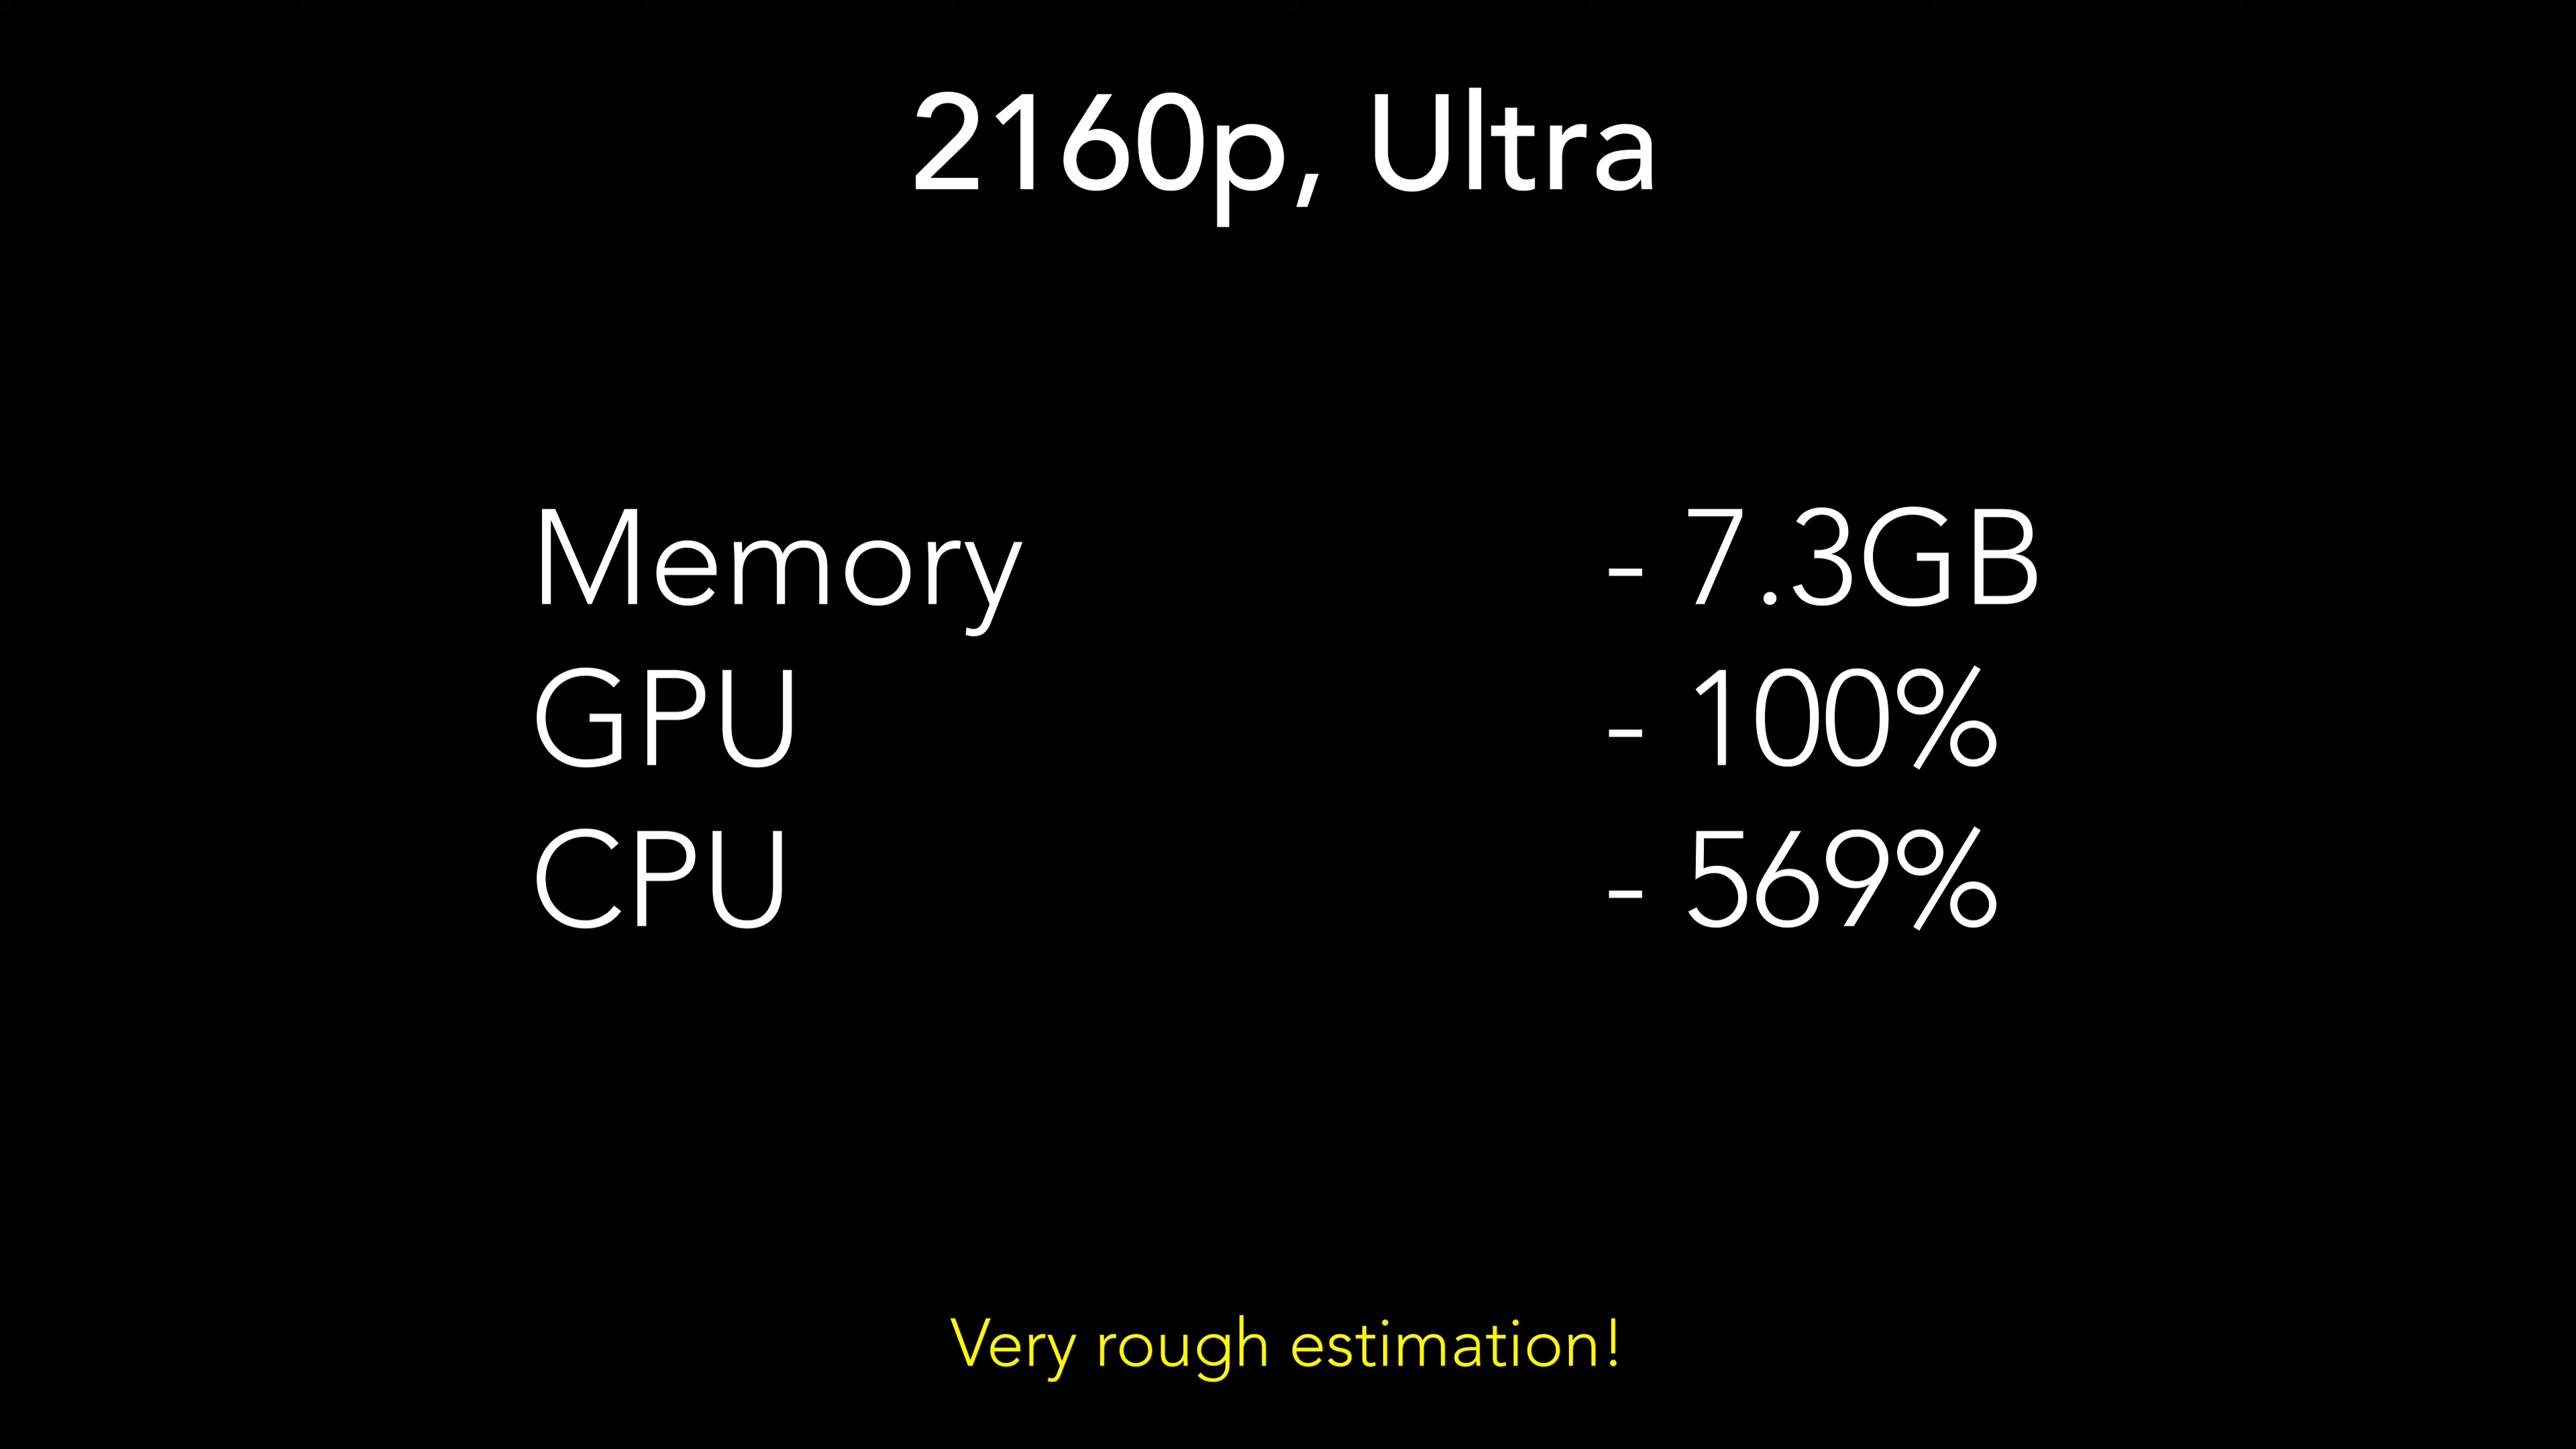 2160p, Ultra
Memory - 7.3GB
GPU - 100%
CPU - 569%
Very rough estimation!